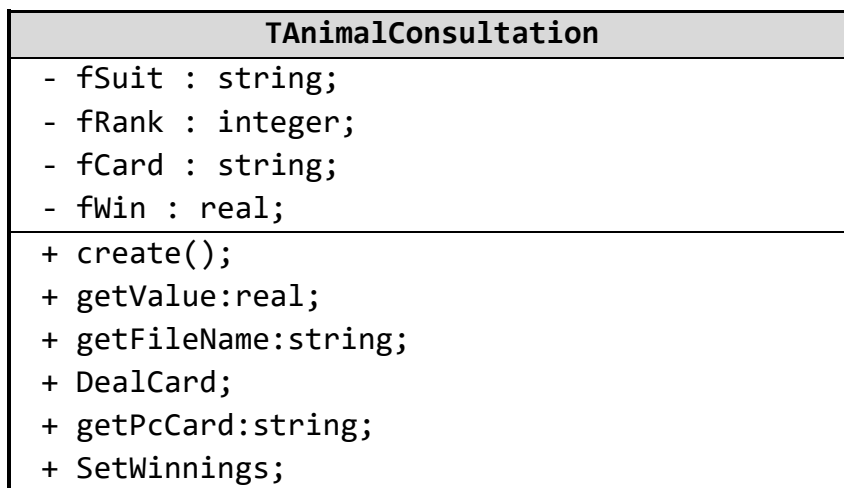 TAnimalConsultation
- fSuit : string;
- fRank : integer;
- fCard : string;
- fWin : real;
+ create();
+ getValue:real;
+ getFileName:string;
+ DealCard;
+ getPcCard:string;
+ SetWinnings;